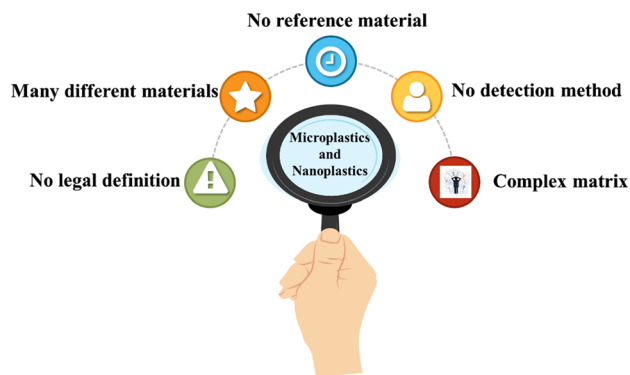 No reference material
Many different materials
No detection method
Microplastics
and
Nanoplastics
No legal definition
Complex matrix